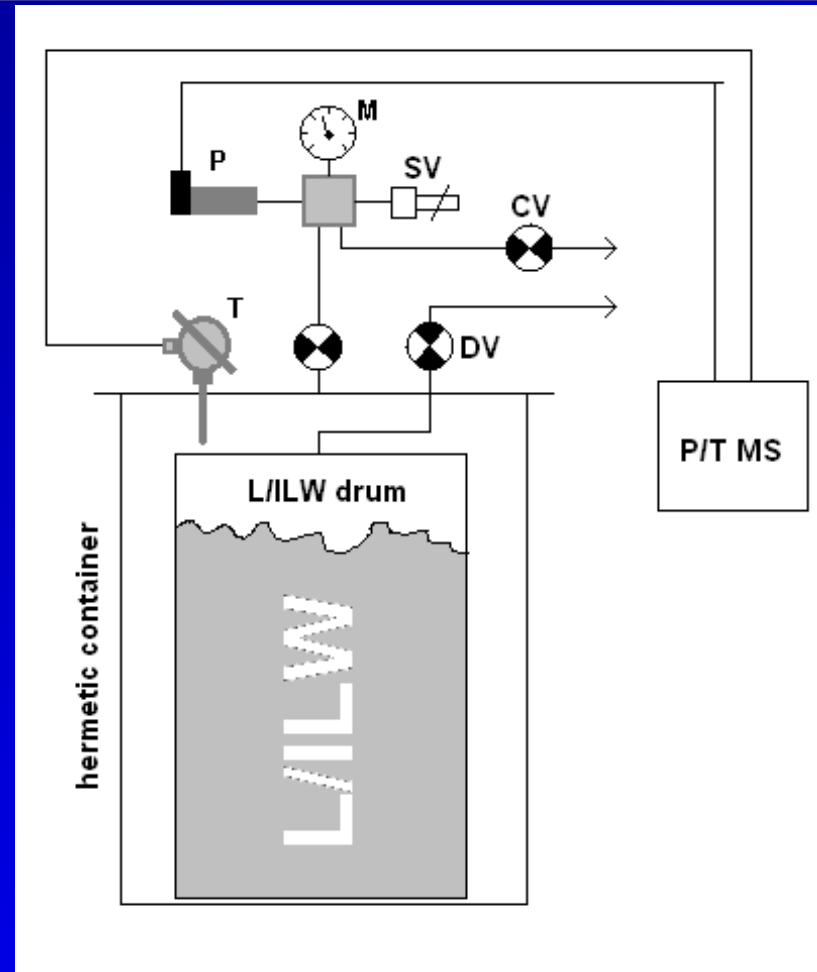 M
P
SV
CV
T
DV
P/T MS
L/ILW drum
hermetic container
L/ILW